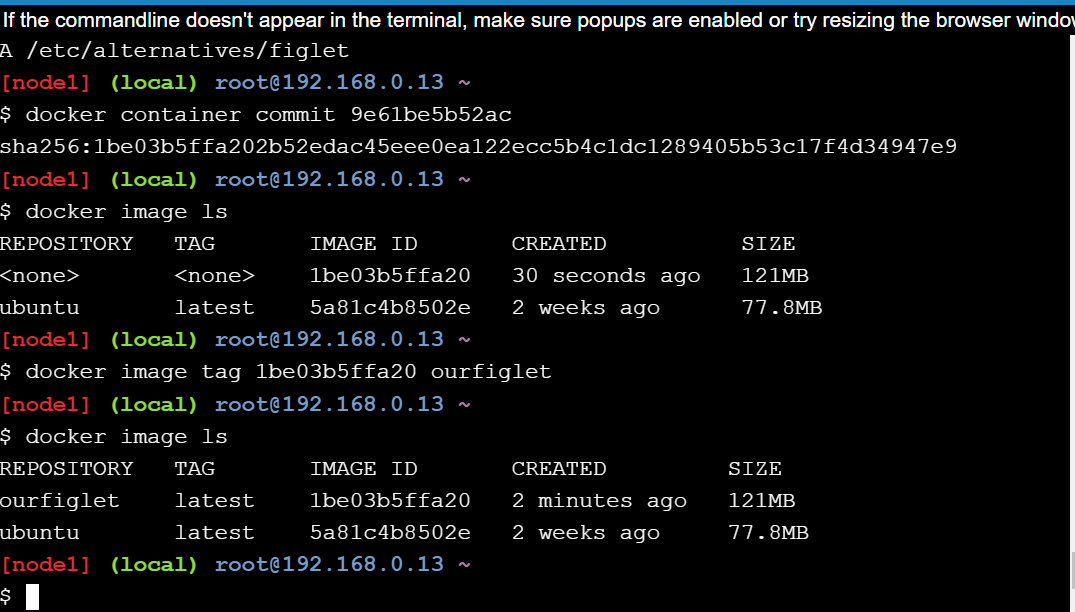 If the commandline doesn't appear in the terminal, make sure popups are enabled or try resizing the browser windo
A /etc/alternatives/figlet
[node1] (local) root@192.168.0.13 ~
$ docker container commit 9e61be5b52ac
sha256:1be03b5ffa202b52edac45eee0ea122ecc5b4c1dc1289405b53c17f4d34947e9
[node1] (local) root@192.168.0.13 ~
$ docker image ls
REPOSITORY   TAG       IMAGE ID       CREATED          SIZE
<none>       <none>    1be03b5ffa20   30 seconds ago   121MB
ubuntu       latest    5a81c4b8502e   2 weeks ago      77.8MB
[node1] (local) root@192.168.0.13 ~
$ docker image tag 1be03b5ffa20 ourfiglet
[node1] (local) root@192.168.0.13 ~
$ docker image ls
REPOSITORY   TAG       IMAGE ID       CREATED         SIZE
ourfiglet    latest    1be03b5ffa20   2 minutes ago   121MB
ubuntu       latest    5a81c4b8502e   2 weeks ago     77.8MB
[node1] (local) root@192.168.0.13 ~
$